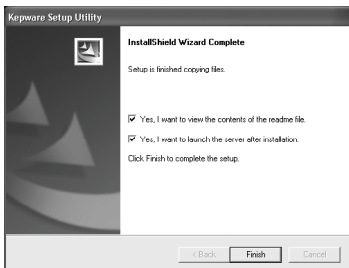 Kepware Setup Utility
InstallShield Wizard Complete
Setup is finished copying files.
Yes, I want to view the contents of the readme file.
Yes, I want to launch the server after installation.
Click Finish to complete the setup.
< Back
Finish
Cancel